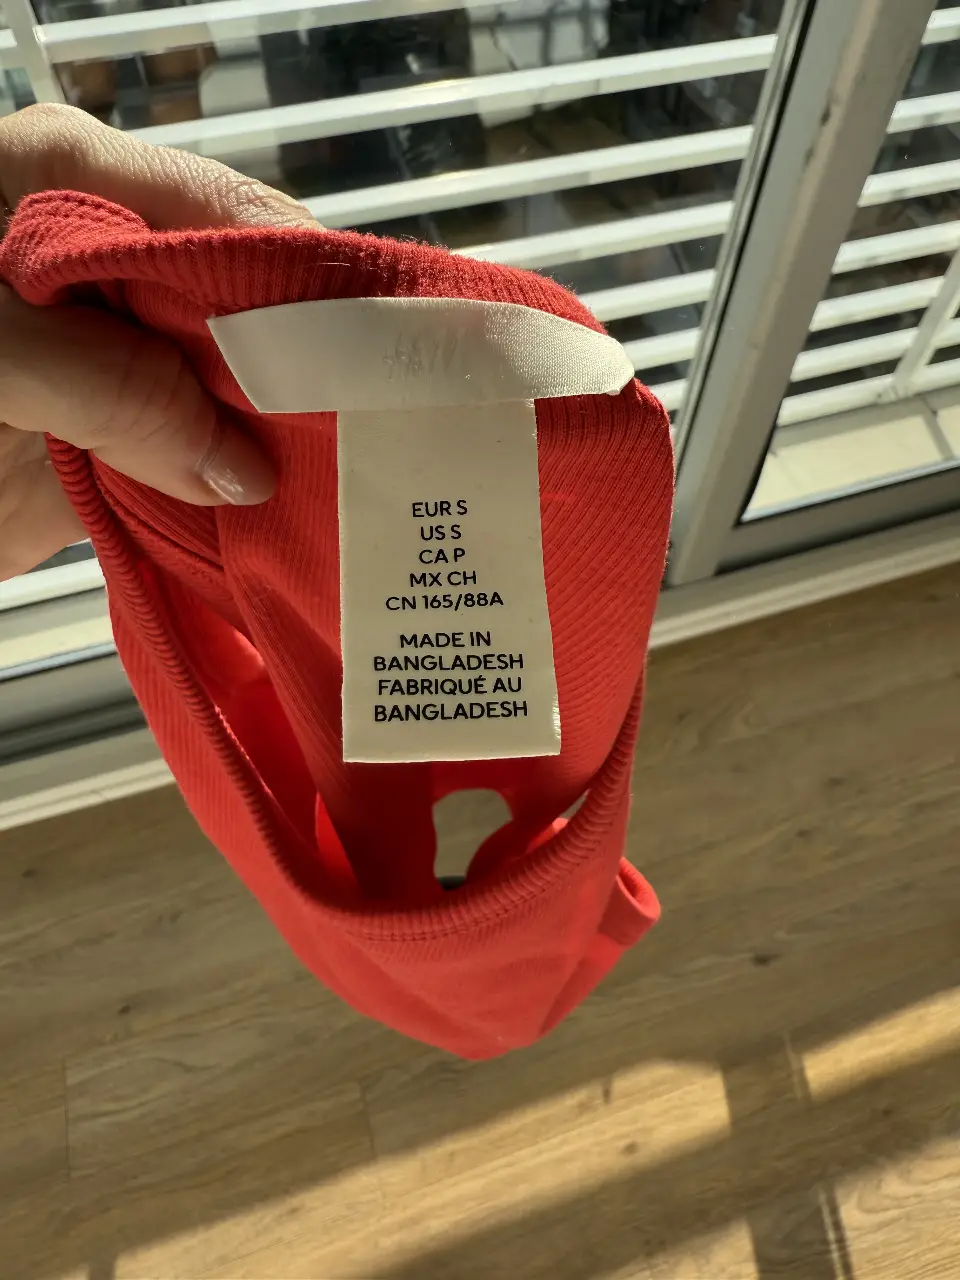 EUR S
US S
CA P
MX CH
CN 165/88A
MADE IN
BANGLADESH
FABRIQUÉ AU
BANGLADESH